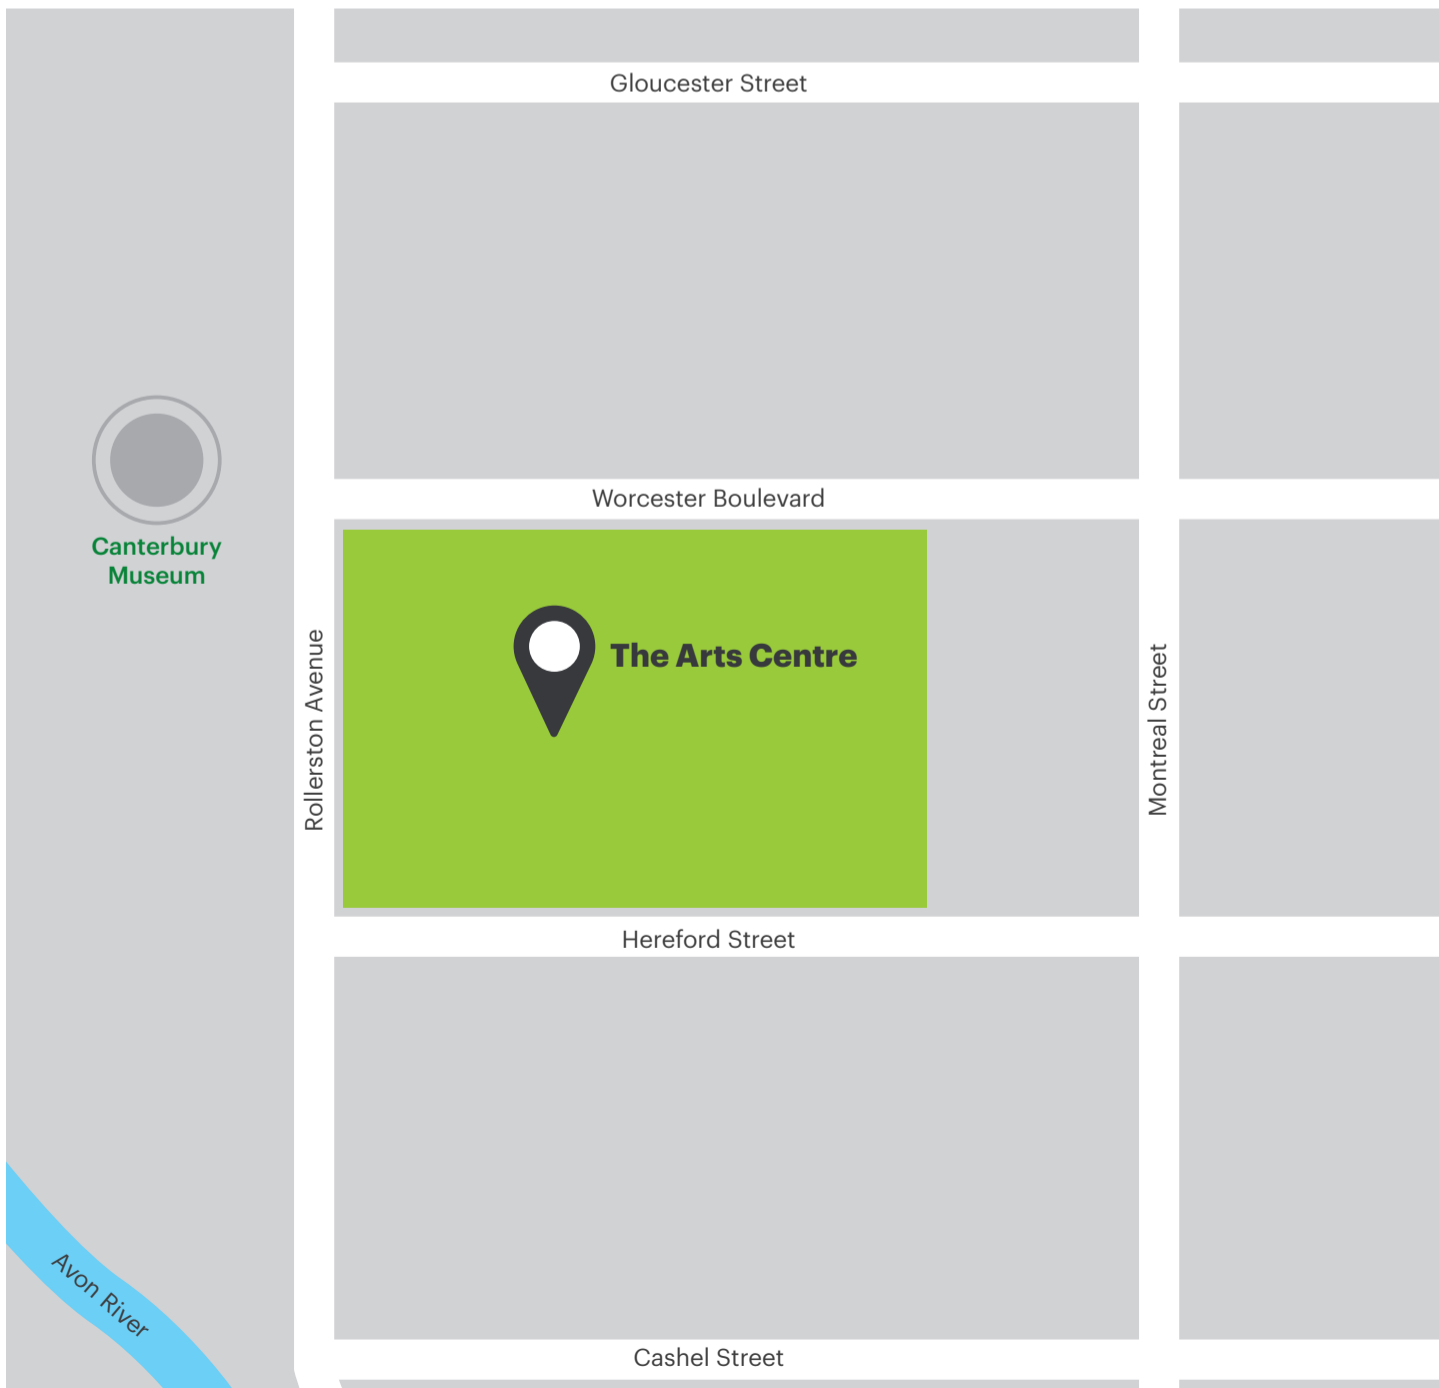 Gloucester Street
Worcester Boulevard
Canterbury
Museum
Rollerston Avenue
The Arts Centre
Montreal Street
Hereford Street
Avon River
Cashel Street